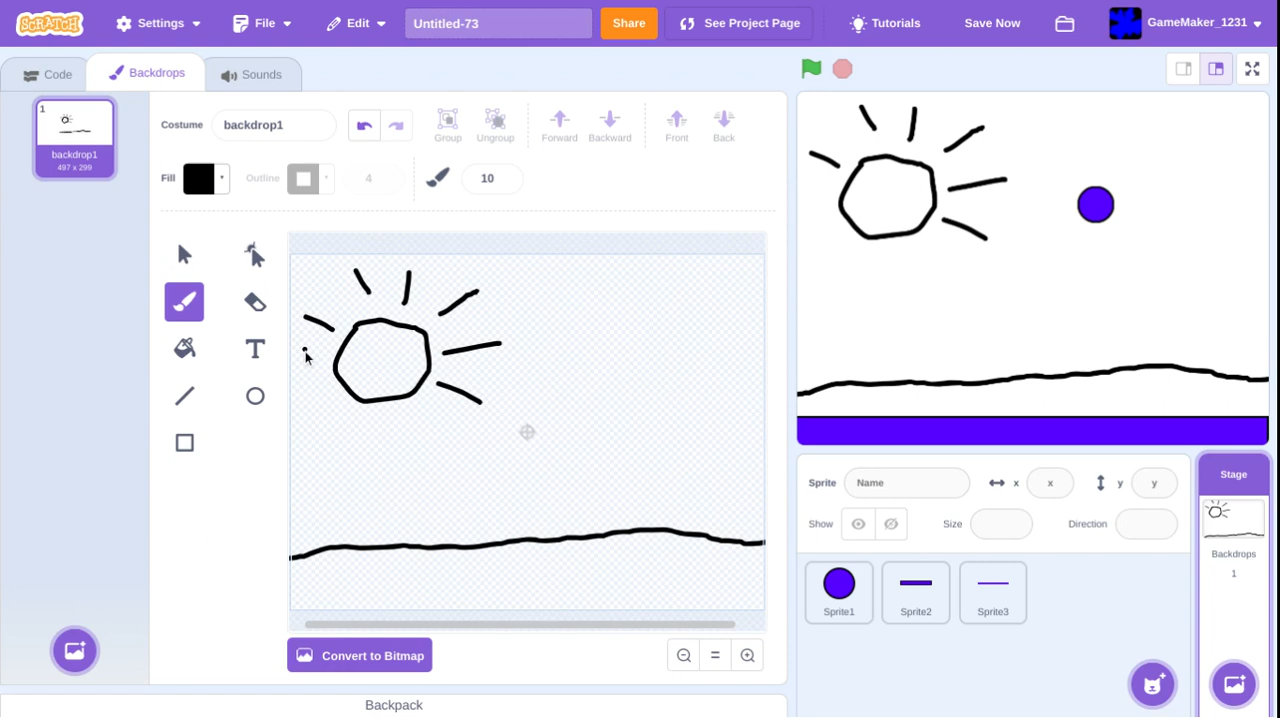 SCRATCH Settings File Edit Untitled-73 Share See Project Page Tutorials Save Now GameMaker_1231
Code Backdrops Sounds
1
backdrop1
497 x 299
Costume backdrop1 Group Ungroup Forward Backward Front Back
Fill Outline 4 10
Convert to Bitmap
Backpack
Sprite Name x x y y
Show Size Direction
Sprite1 Sprite2 Sprite3
Stage
Backdrops
1